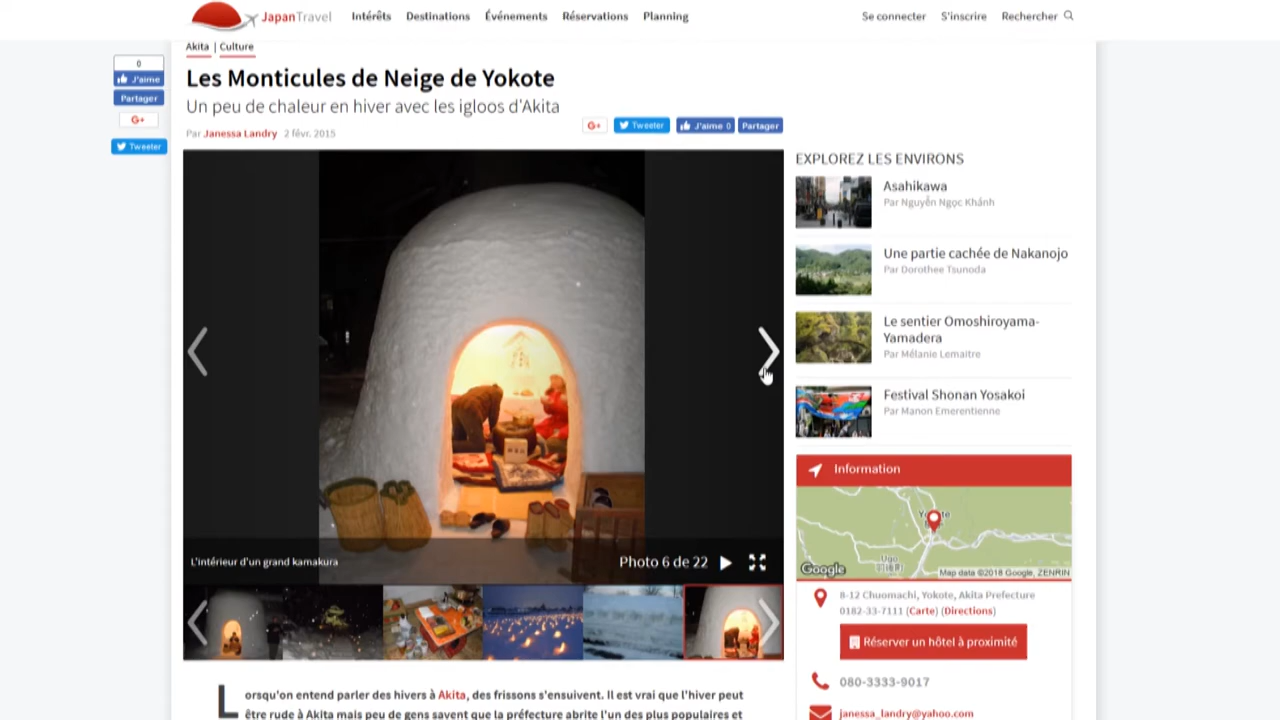 JapanTravel Intérêts Destinations Événements Réservations Planning Se connecter S'inscrire Rechercher
Akita | Culture
0
J'aime
Partager
G+
Tweeter
Les Monticules de Neige de Yokote
Un peu de chaleur en hiver avec les igloos d'Akita
Par Janessa Landry 2 févr. 2015
G+ Tweeter J'aime 0 Partager
L'intérieur d'un grand kamakura
Photo 6 de 22
Lorsqu'on entend parler des hivers à Akita, des frissons s'ensuivent. Il est vrai que l'hiver peut
être rude à Akita mais peu de gens savent que la préfecture abrite l'un des plus populaires et
EXPLOREZ LES ENVIRONS
Asahikawa
Par Nguyễn Ngọc Khánh
Une partie cachée de Nakanojo
Par Dorothee Tsunoda
Le sentier Omoshiroyama-
Yamadera
Par Mélanie Lemaitre
Festival Shonan Yosakoi
Par Manon Emerentienne
Information
Ugo
Google
Map data ©2018 Google, ZENRIN
8-12 Chuomachi, Yokote, Akita Prefecture
0182-33-7111 (Carte) (Directions)
Réserver un hôtel à proximité
080-3333-9017
janessa_landry@yahoo.com